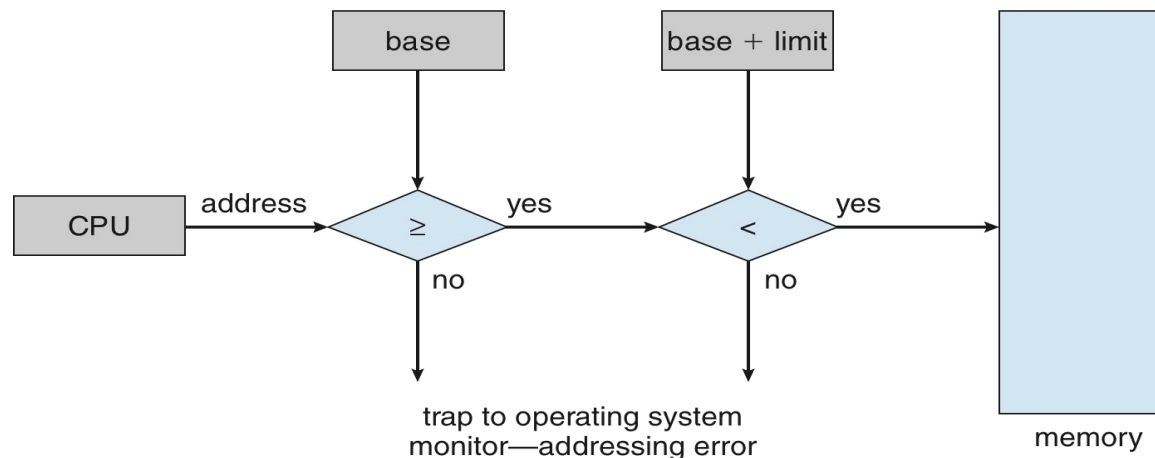 base
base + limit
CPU
address
≥
yes
<
yes
no
no
trap to operating system
monitor—addressing error
memory